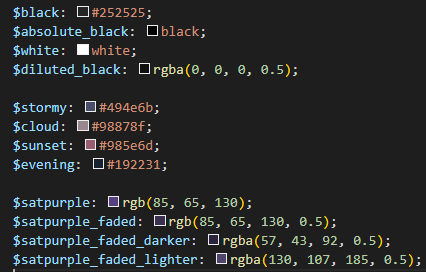 $black: #252525;
$absolute_black: black;
$white: white;
$diluted_black: rgba(0, 0, 0, 0.5);
$stormy: #494e6b;
$cloud: #98878f;
$sunset: #985e6d;
$evening: #192231;
$satpurple: rgb(85, 65, 130);
$satpurple_faded: rgb(85, 65, 130, 0.5);
$satpurple_faded_darker: rgba(57, 43, 92, 0.5);
$satpurple_faded_lighter: rgba(130, 107, 185, 0.5);